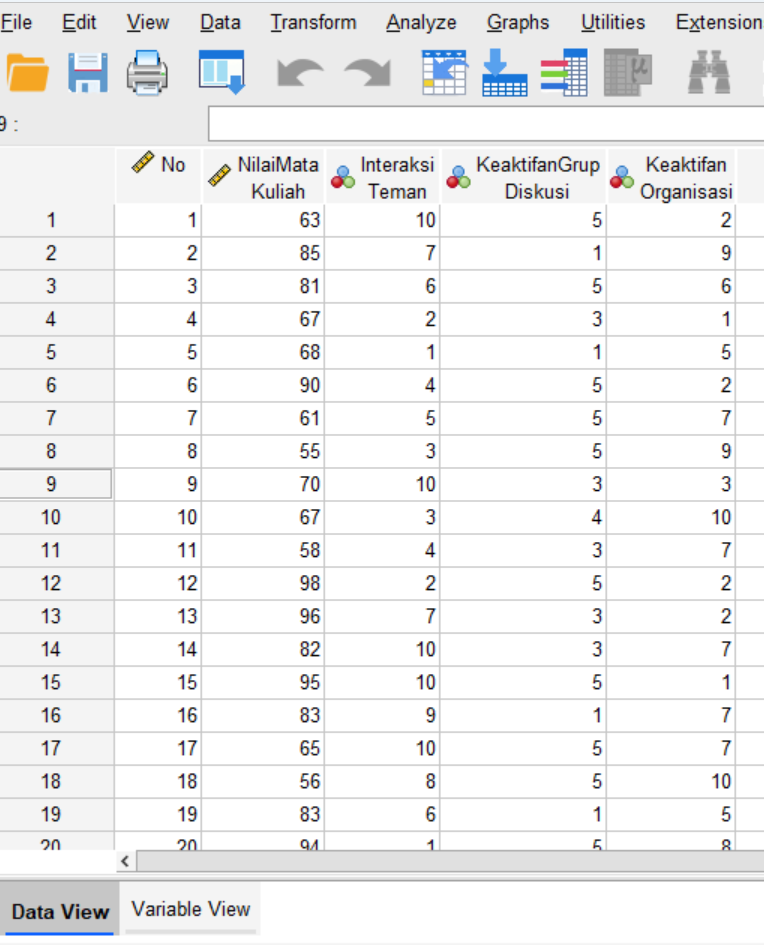 File Edit View Data Transform Analyze Graphs Utilities Extension
9 :
No NilaiMata Kuliah Interaksi Teman KeaktifanGrup Diskusi Keaktifan Organisasi
1 1 63 10 5 2
2 2 85 7 1 9
3 3 81 6 5 6
4 4 67 2 3 1
5 5 68 1 1 5
6 6 90 4 5 2
7 7 61 5 5 7
8 8 55 3 5 9
9 9 70 10 3 3
10 10 67 3 4 10
11 11 58 4 3 7
12 12 98 2 5 2
13 13 96 7 3 2
14 14 82 10 3 7
15 15 95 10 5 1
16 16 83 9 1 7
17 17 65 10 5 7
18 18 56 8 5 10
19 19 83 6 1 5
20 20 94 1 5 8
Data View Variable View